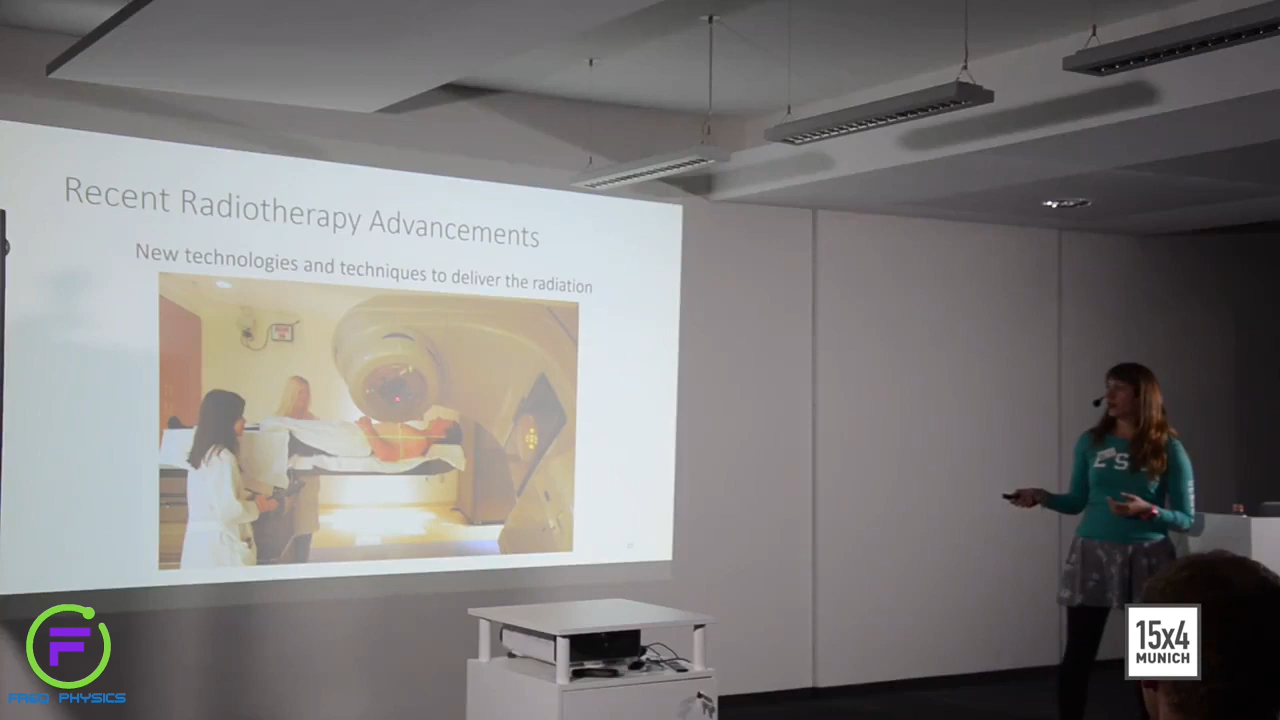 Recent Radiotherapy Advancements
New technologies and techniques to deliver the radiation
F
FRED PHYSICS
15x4
MUNICH